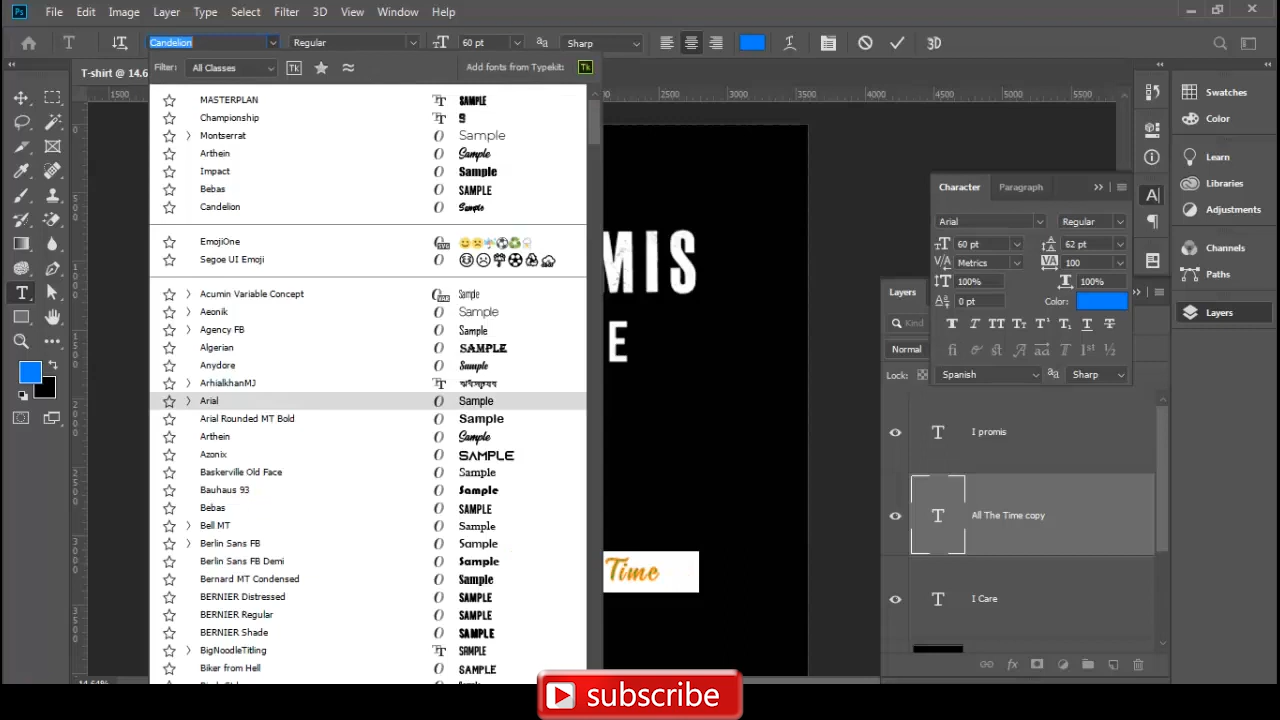 Ps File Edit Image Layer Type Select Filter 3D View Window Help
Candelion Regular 60 pt Sharp 3D
Filter: All Classes Tk Add fonts from Typekit: Tk
T-shirt @ 14.6
1500 2500 3000 3500 4000 4500 5000 5500
MASTERPLAN SAMPLE
Championship
Montserrat Sample
Arthein Sample
Impact Sample
Bebas SAMPLE
Candelion Sample
EmojiOne
Segoe UI Emoji
Acumin Variable Concept Sample
Aeonik Sample
Agency FB Sample
Algerian SAMPLE
Anydore Sample
ArhialkhanMJ
Arial Sample
Arial Rounded MT Bold Sample
Arthein Sample
Azonix SAMPLE
Baskerville Old Face Sample
Bauhaus 93 Sample
Bebas SAMPLE
Bell MT Sample
Berlin Sans FB Sample
Berlin Sans FB Demi Sample
Bernard MT Condensed Sample
BERNIER Distressed SAMPLE
BERNIER Regular SAMPLE
BERNIER Shade SAMPLE
BigNoodleTitling SAMPLE
Biker from Hell SAMPLE
MIS
E
Time
Swatches
Color
Learn
Libraries
Adjustments
Channels
Paths
Layers
Character Paragraph
Arial Regular
60 pt 62 pt
Metrics 100
100% 100%
0 pt Color:
Spanish Sharp
Layers
Kind
Normal
Lock:
I promis
All The Time copy
I Care
subscribe